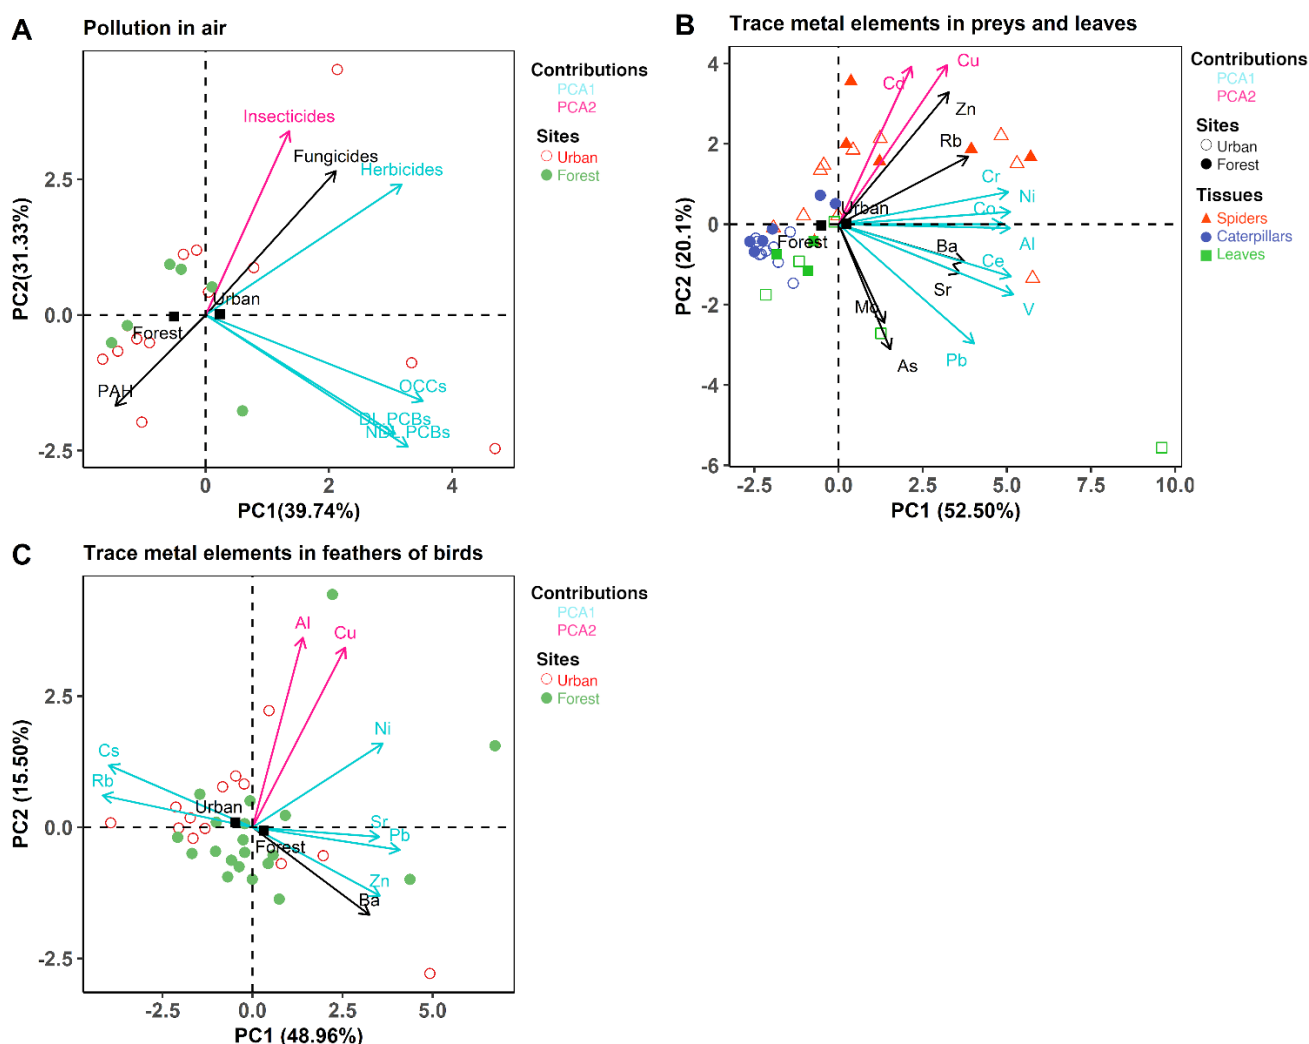 A
Pollution in air
Contributions
PCA1
PCA2
Sites
Urban
Forest
Insecticides
Fungicides
Herbicides
Urban
Forest
PAH
OCCs
DL_PCBs
NDL_PCBs
2.5
0.0
-2.5
PC2(31.33%)
0
2
4
PC1(39.74%)
B
Trace metal elements in preys and leaves
Contributions
PCA1
PCA2
Sites
Urban
Forest
Tissues
Spiders
Caterpillars
Leaves
Cd
Cu
Zn
Rb
Cr
Ni
Co
Urban
Forest
Al
Ba
Ce
Sr
V
Mo
Pb
As
4
2
0
-2
-4
-6
PC2 (20.1%)
-2.5
0.0
2.5
5.0
7.5
10.0
PC1 (52.50%)
C
Trace metal elements in feathers of birds
Contributions
PCA1
PCA2
Sites
Urban
Forest
Al
Cu
Ni
Cs
Rb
Urban
Sr
Pb
Forest
Zn
Ba
2.5
0.0
-2.5
PC2 (15.50%)
-2.5
0.0
2.5
5.0
PC1 (48.96%)